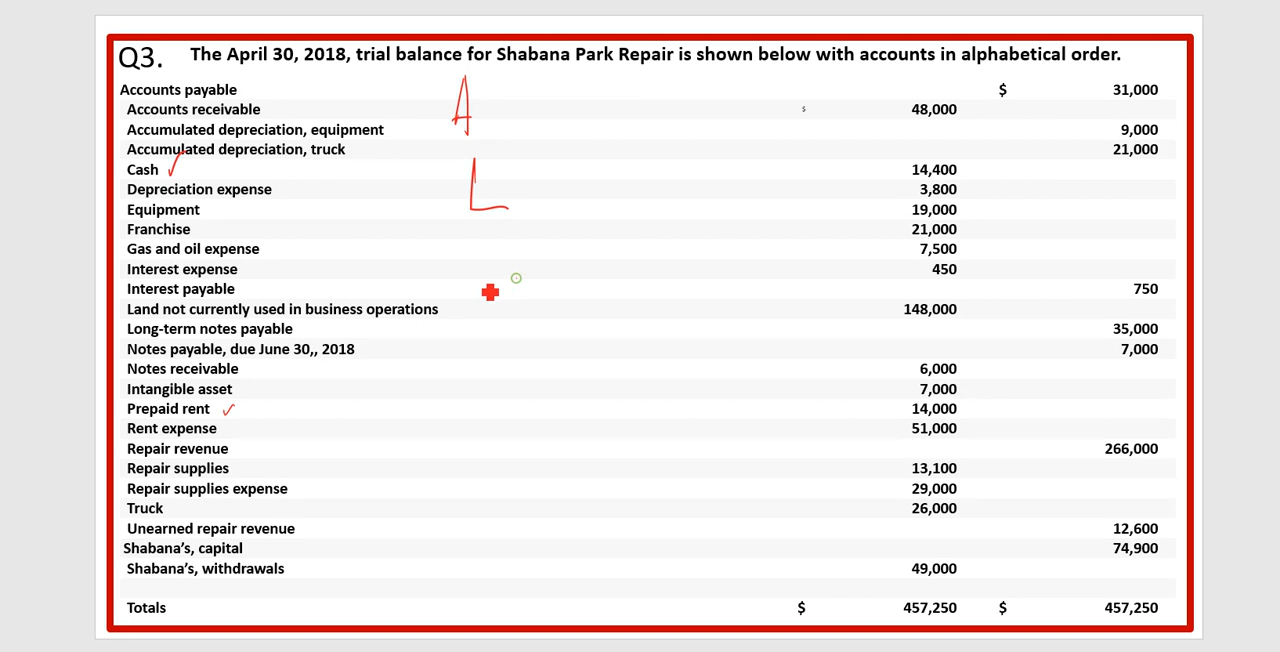 Q3. The April 30, 2018, trial balance for Shabana Park Repair is shown below with accounts in alphabetical order.
Accounts payable $ 31,000
Accounts receivable $ 48,000
Accumulated depreciation, equipment 9,000
Accumulated depreciation, truck 21,000
Cash 14,400
Depreciation expense 3,800
Equipment 19,000
Franchise 21,000
Gas and oil expense 7,500
Interest expense 450
Interest payable 750
Land not currently used in business operations 148,000
Long-term notes payable 35,000
Notes payable, due June 30,, 2018 7,000
Notes receivable 6,000
Intangible asset 7,000
Prepaid rent 14,000
Rent expense 51,000
Repair revenue 266,000
Repair supplies 13,100
Repair supplies expense 29,000
Truck 26,000
Unearned repair revenue 12,600
Shabana’s, capital 74,900
Shabana’s, withdrawals 49,000
Totals $ 457,250 $ 457,250
A
L